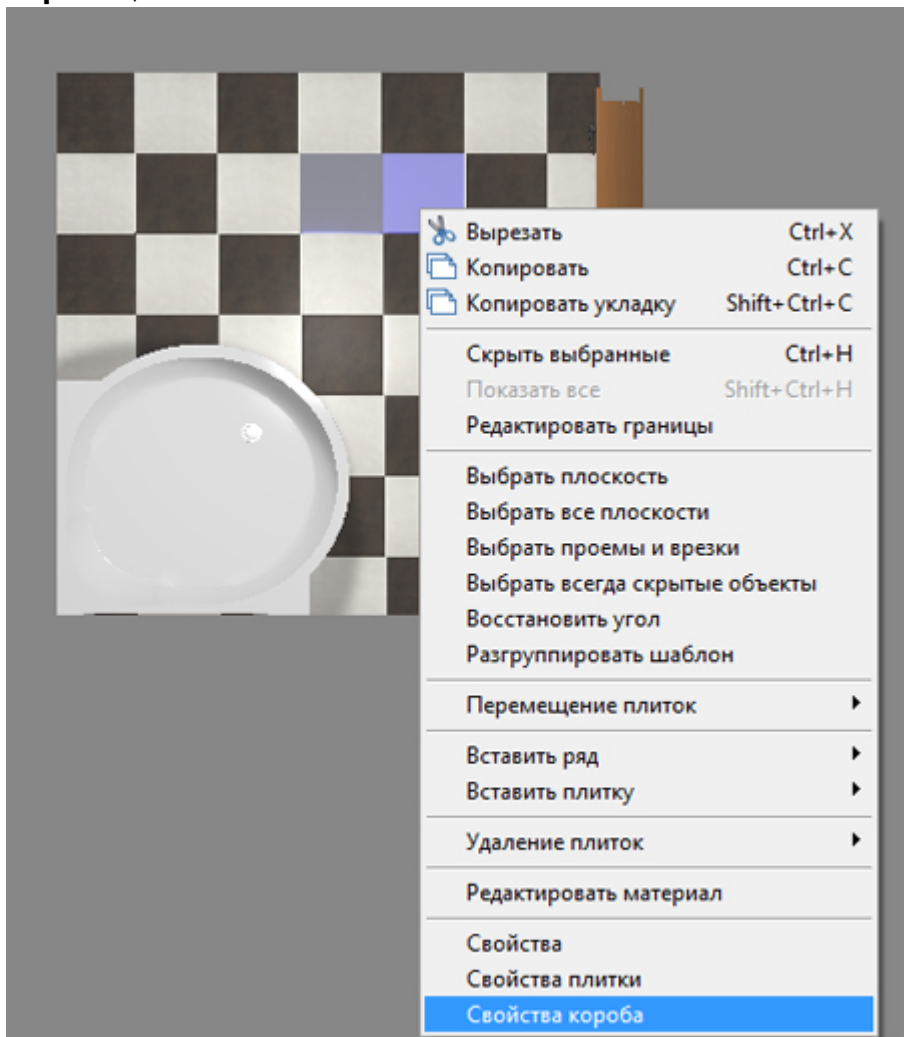 Вырезать Ctrl+X
Копировать Ctrl+C
Копировать укладку Shift+Ctrl+C
Скрыть выбранные Ctrl+H
Показать все Shift+Ctrl+H
Редактировать границы
Выбрать плоскость
Выбрать все плоскости
Выбрать проемы и врезки
Выбрать всегда скрытые объекты
Восстановить угол
Разгруппировать шаблон
Перемещение плиток
Вставить ряд
Вставить плитку
Удаление плиток
Редактировать материал
Свойства
Свойства плитки
Свойства короба